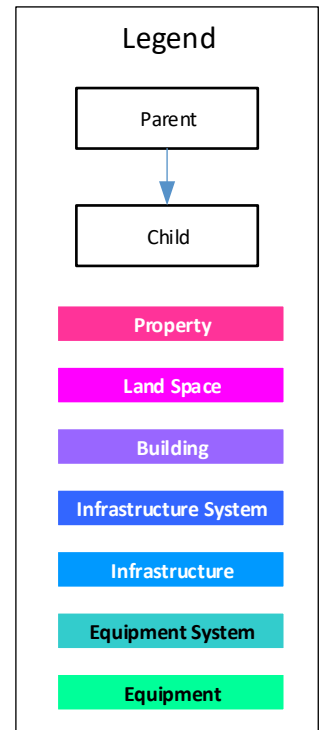 Legend
Parent
Child
Property
Land Space
Building
Infrastructure System
Infrastructure
Equipment System
Equipment